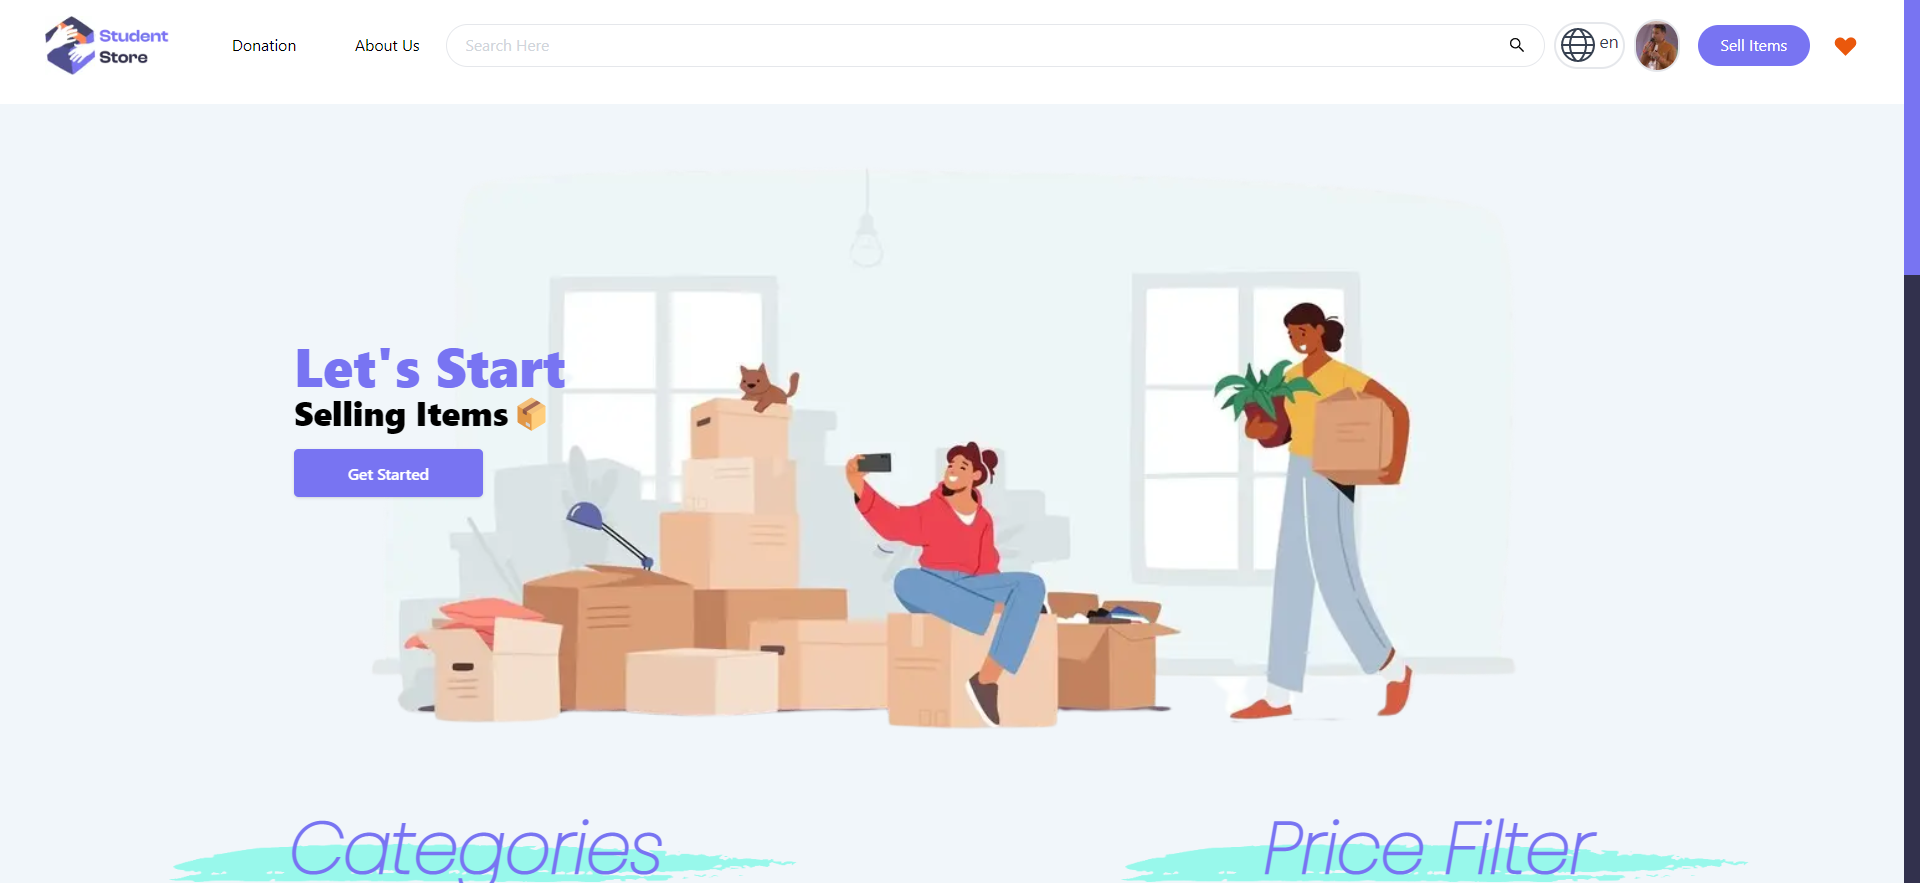 Student
Store
Donation
About Us
Search Here
en
Sell Items
Let's Start
Selling Items
Get Started
Categories
Price Filter